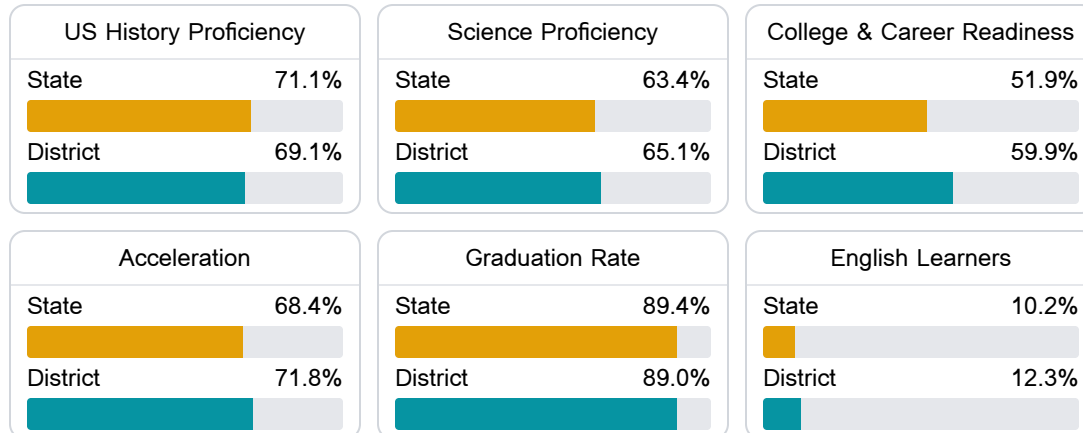 US History Proficiency
State 71.1%
District 69.1%
Science Proficiency
State 63.4%
District 65.1%
College & Career Readiness
State 51.9%
District 59.9%
Acceleration
State 68.4%
District 71.8%
Graduation Rate
State 89.4%
District 89.0%
English Learners
State 10.2%
District 12.3%